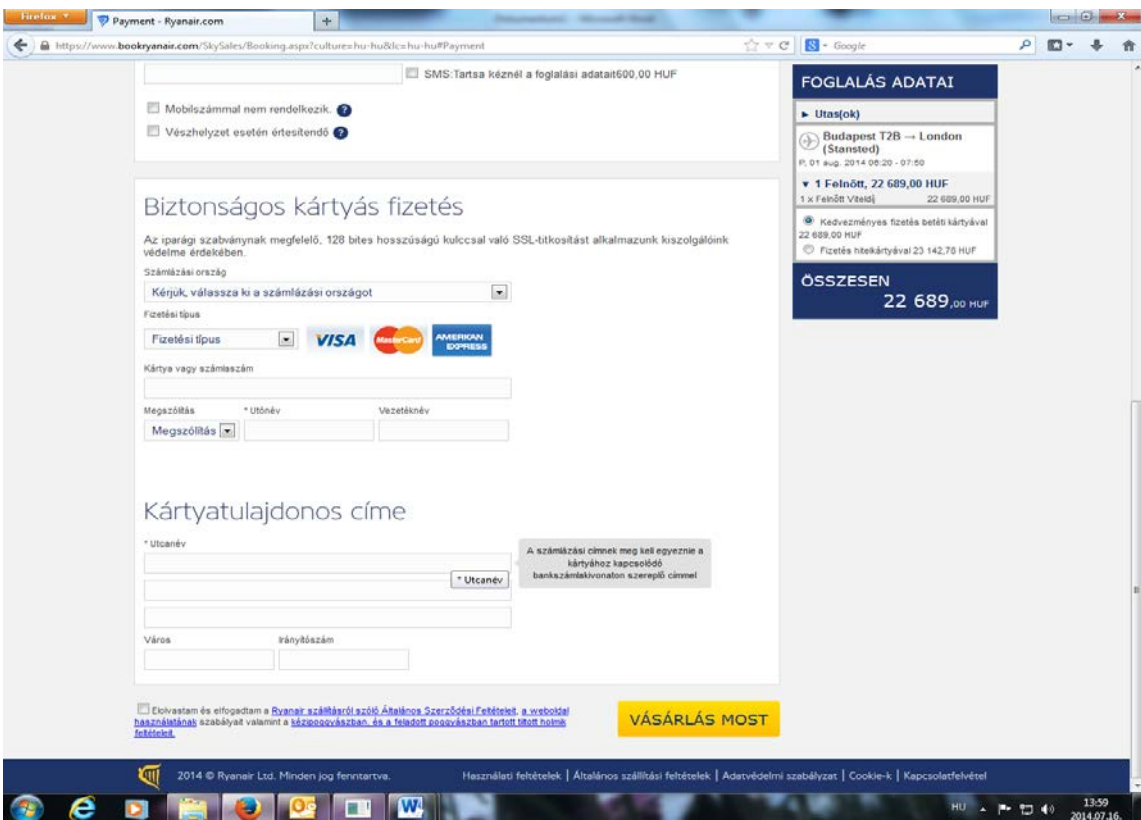 Firefox
Payment - Ryanair.com
https://www.bookryanair.com/SkySales/Booking.aspx?culture=hu-hu&lc=hu-hu#Payment
Google
SMS:Tartsa kéznél a foglalási adatait600,00 HUF
Mobilszámmal nem rendelkezik.
Vészhelyzet esetén értesítendő
Biztonságos kártyás fizetés
Az iparági szabványnak megfelelő, 128 bites hosszúságú kulccsal való SSL-titkosítást alkalmazunk kiszolgálóink
védelme érdekében.
Számlázási ország
Kérjük, válassza ki a számlázási országot
Fizetési típus
Fizetési típus
VISA
MasterCard
AMERICAN
EXPRESS
Kártya vagy számlaszám
Megszólítás * Utónév Vezetéknév
Megszólítás
Kártyatulajdonos címe
* Utcanév
A számlázási címnek meg kell egyeznie a
kártyához kapcsolódó
bankszámlakivonaton szereplő címmel
* Utcanév
Város Irányítószám
Elolvastam és elfogadtam a Ryanair szállításról szóló Általános Szerződési Feltételeit, a weboldal
használatának szabályait valamint a kézipoggyászban, és a feladott poggyászban tartott tiltott holmik
feltételeit.
VÁSÁRLÁS MOST
FOGLALÁS ADATAI
Utas(ok)
Budapest T2B → London
(Stansted)
P, 01 aug. 2014 06:20 - 07:50
1 Felnőtt, 22 689,00 HUF
1 x Felnőtt Viteldíj 22 689,00 HUF
Kedvezményes fizetés betéti kártyával
22 689,00 HUF
Fizetés hitelkártyával 23 142,78 HUF
ÖSSZESEN
22 689,00 HUF
2014 © Ryanair Ltd. Minden jog fenntartva.
Használati feltételek | Általános szállítási feltételek | Adatvédelmi szabályzat | Cookie-k | Kapcsolatfelvétel
HU
13:59
2014.07.16.